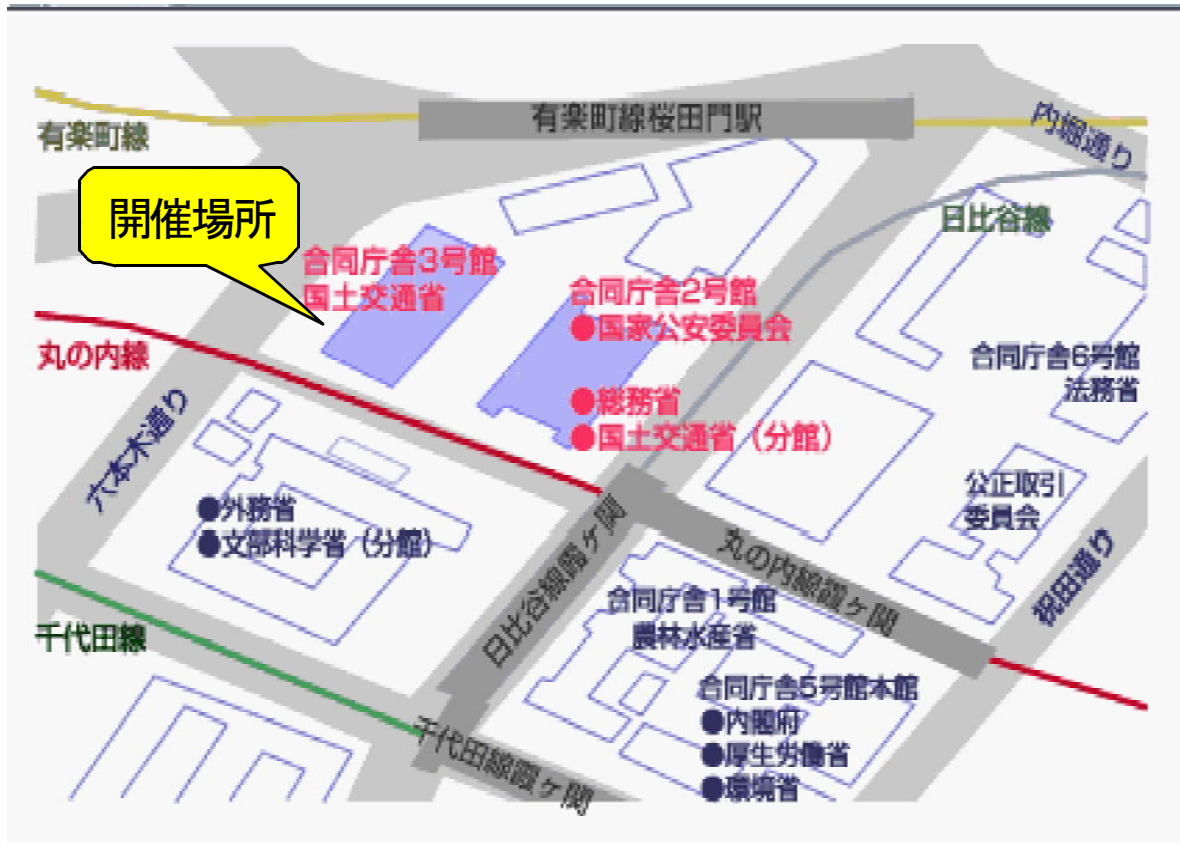 有楽町線桜田門駅
内堀通り
有楽町線
開催場所
日比谷線
合同庁舎3号館
国土交通省
合同庁舎2号館
●国家公安委員会
●総務省
●国土交通省（分館）
丸の内線
合同庁舎6号館
法務省
六本木通り
公正取引
委員会
●外務省
●文部科学省（分館）
丸の内線霞ヶ関
日比谷線霞ヶ関
祝田通り
合同庁舎1号館
農林水産省
千代田線
合同庁舎5号館本館
●内閣府
●厚生労働省
●環境省
千代田線霞ヶ関